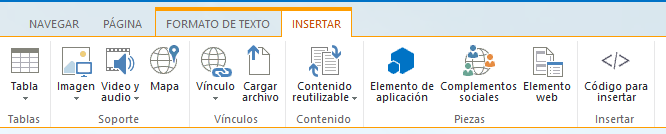 NAVEGAR PÁGINA FORMATO DE TEXTO INSERTAR
Tabla Imagen Video y audio Mapa Vínculo Cargar archivo Contenido reutilizable Elemento de aplicación Complementos sociales Elemento web Código para insertar
Tablas Soporte Vínculos Contenido Piezas Insertar